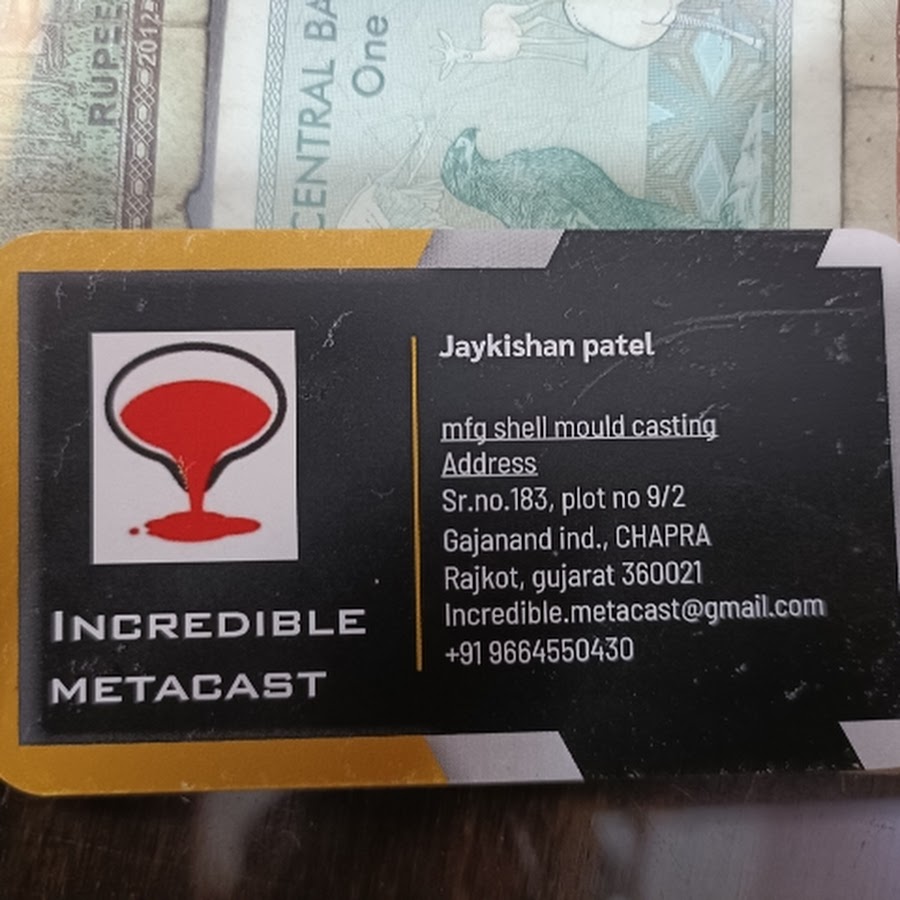 RUPEE
2012
CENTRAL BA
One
INCREDIBLE
METACAST
Jaykishan patel
mfg shell mould casting
Address
Sr.no.183, plot no 9/2
Gajanand ind., CHAPRA
Rajkot, gujarat 360021
Incredible.metacast@gmail.com
+91 9664550430